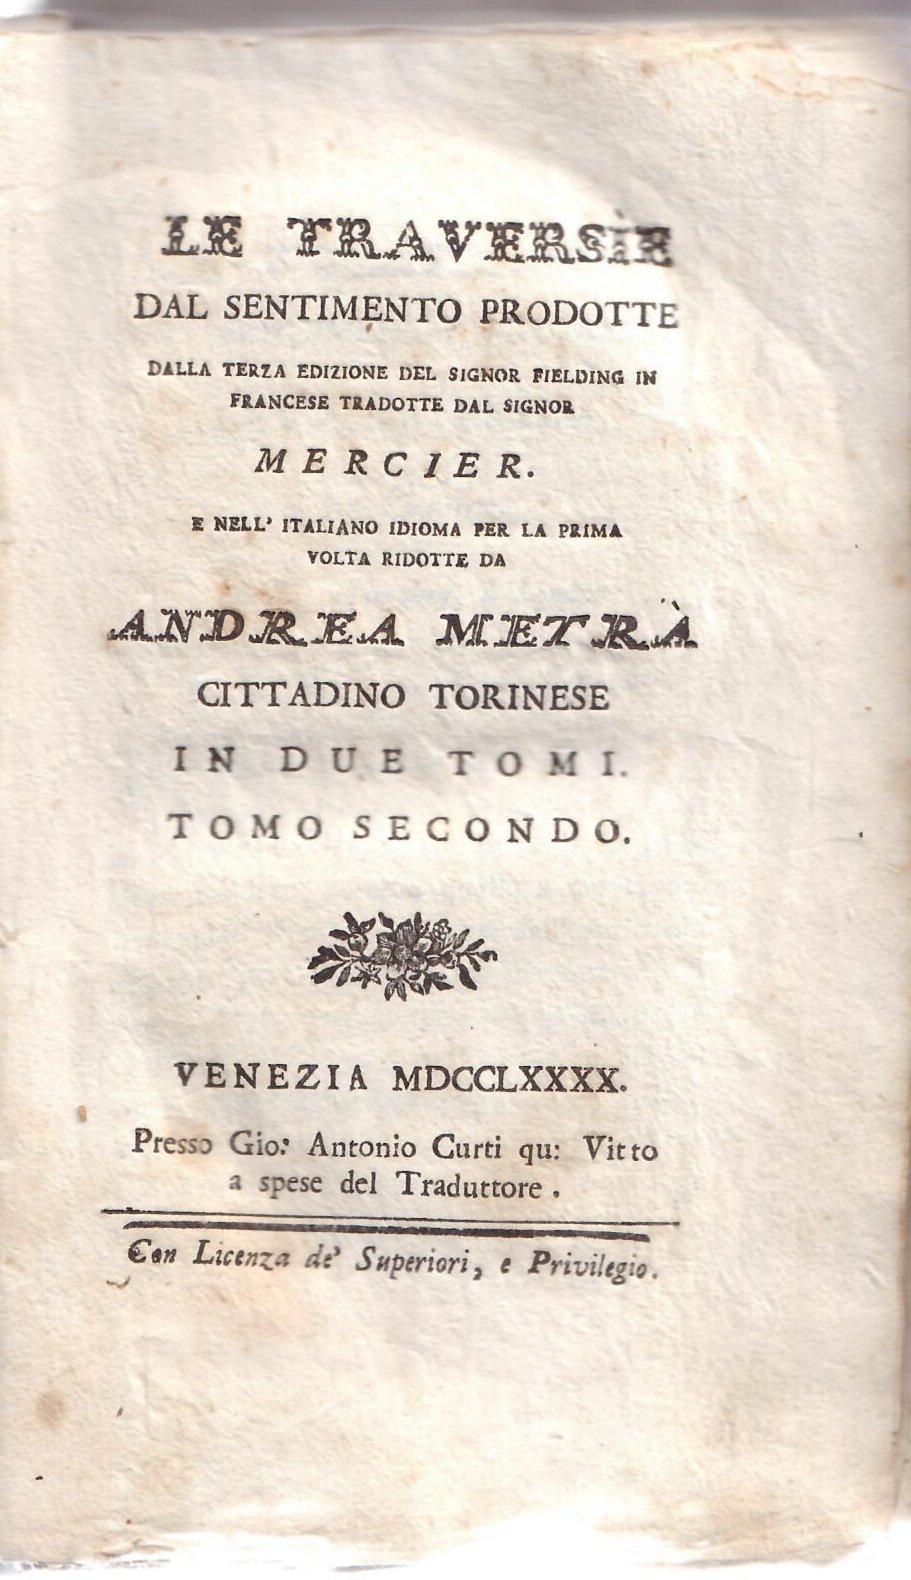 LE TRAVERSÌE
DAL SENTIMENTO PRODOTTE
DALLA TERZA EDIZIONE DEL SIGNOR FIELDING IN
FRANCESE TRADOTTE DAL SIGNOR
MERCIER.
E NELL' ITALIANO IDIOMA PER LA PRIMA
VOLTA RIDOTTE DA
ANDREA METRÀ
CITTADINO TORINESE
IN DUE TOMI.
TOMO SECONDO.
VENEZIA MDCCLXXXX.
Presso Gio: Antonio Curti qu: Vitto
a spese del Traduttore.
Con Licenza de' Superiori, e Privilegio.